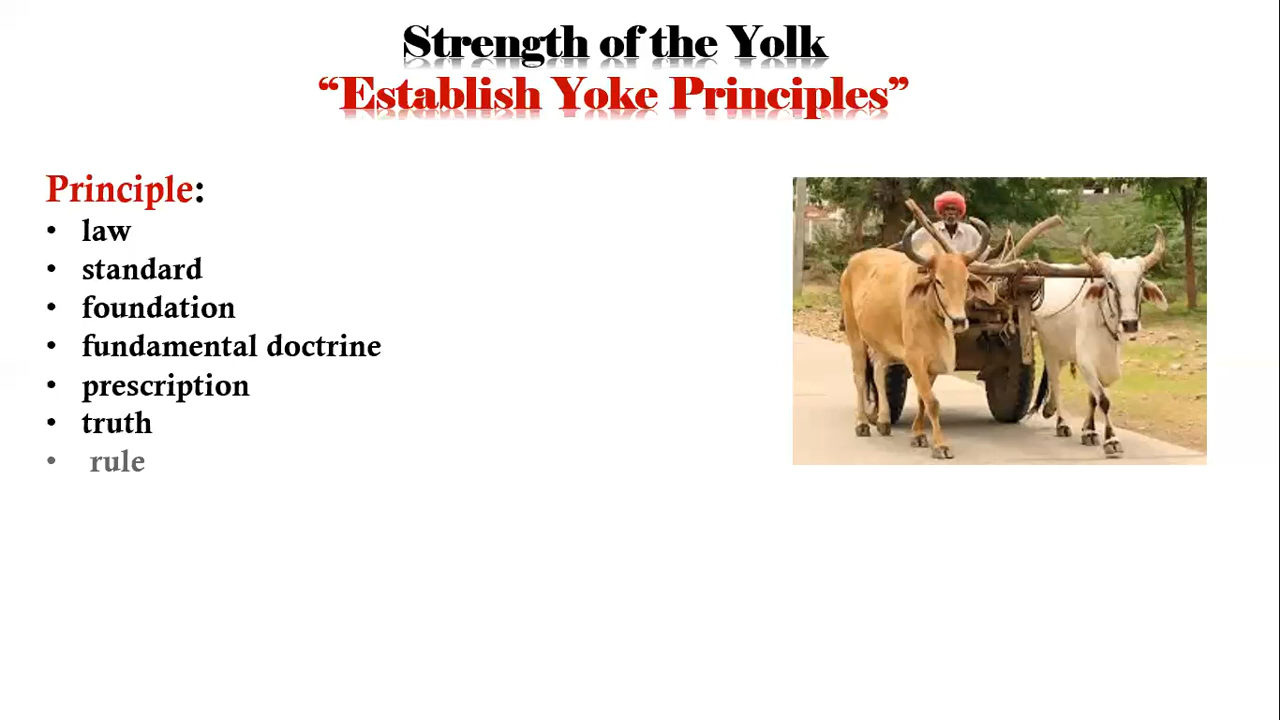 Strength of the Yolk
“Establish Yoke Principles”
Principle:
• law
• standard
• foundation
• fundamental doctrine
• prescription
• truth
• rule